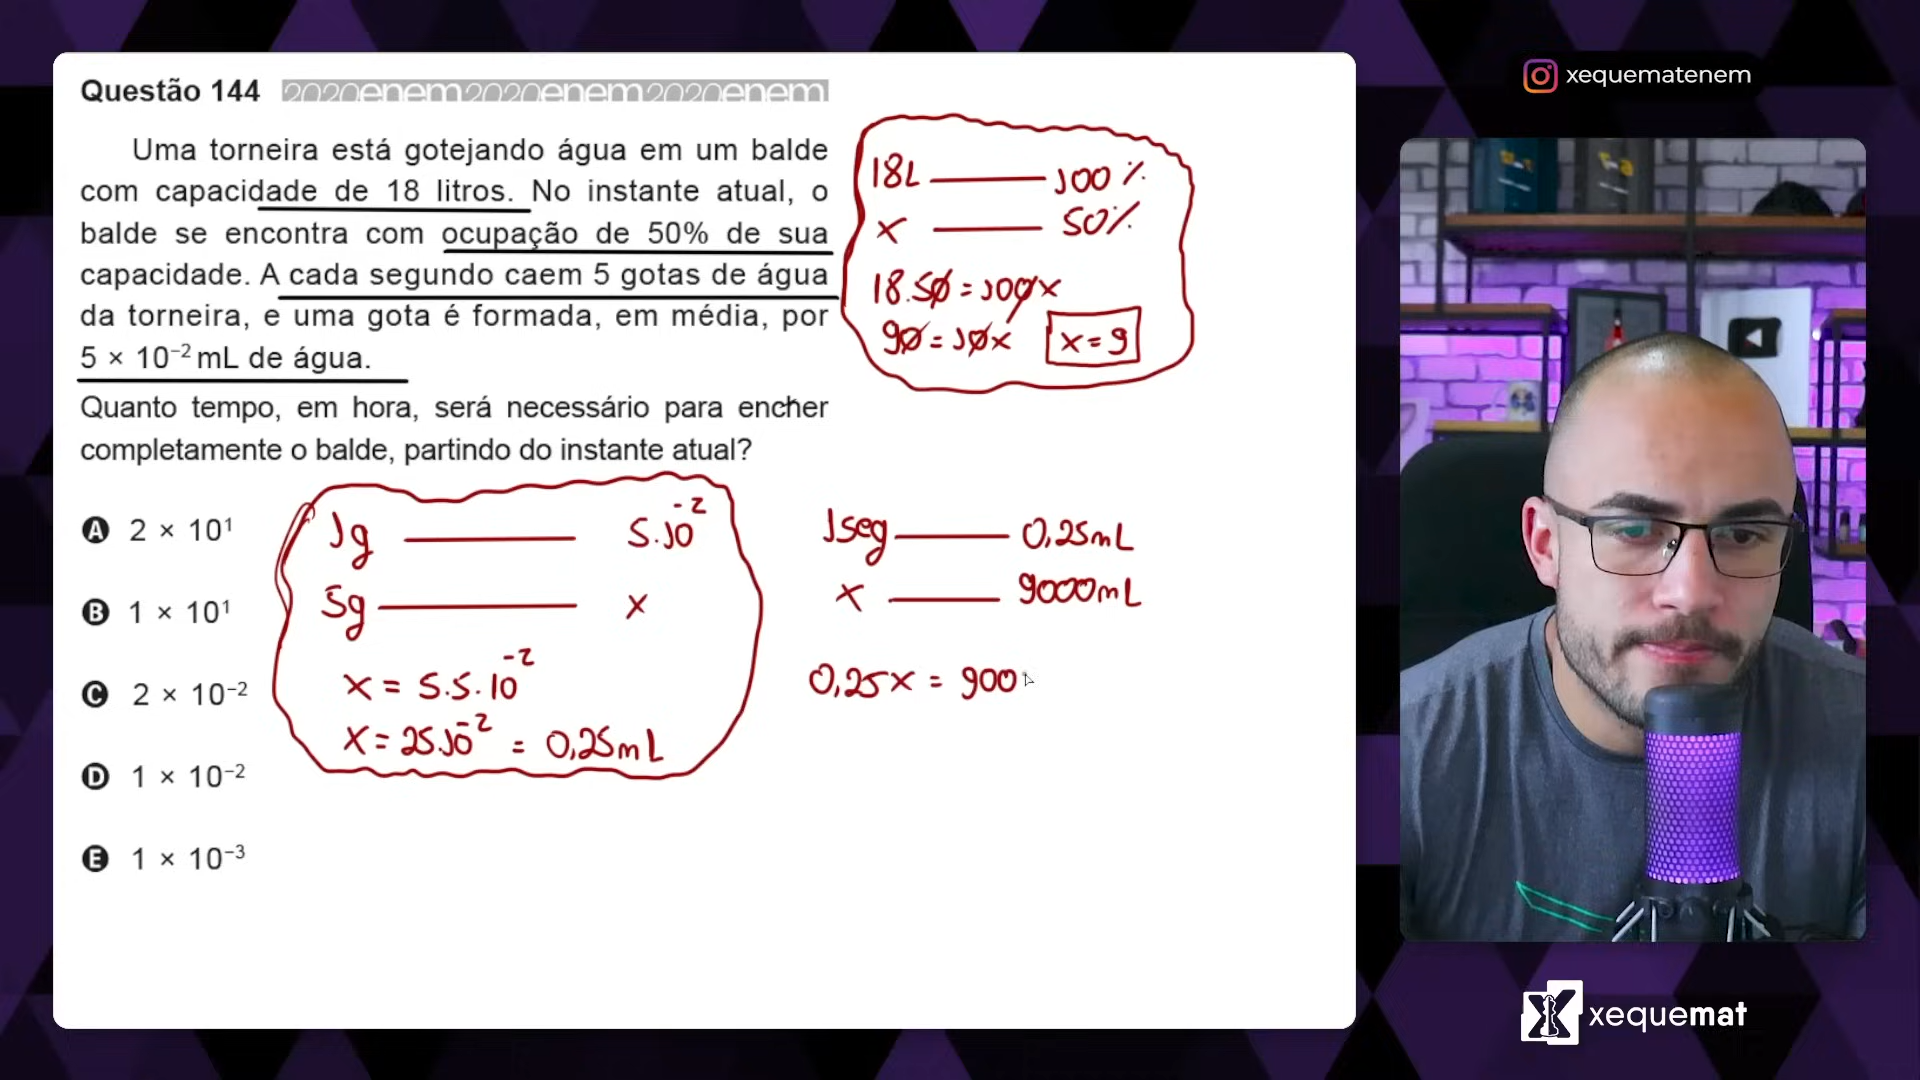 Questão 144 2020enem2020enem2020enem
Uma torneira está gotejando água em um balde
com capacidade de 18 litros. No instante atual, o
balde se encontra com ocupação de 50% de sua
capacidade. A cada segundo caem 5 gotas de água
da torneira, e uma gota é formada, em média, por
5 × 10⁻² mL de água.
Quanto tempo, em hora, será necessário para encher
completamente o balde, partindo do instante atual?
A 2 × 10¹
B 1 × 10¹
C 2 × 10⁻²
D 1 × 10⁻²
E 1 × 10⁻³
18L 100 %
x 50%
18.50 = 100x
90 = 10x x = 9
1g 5.10⁻²
5g x
x = 5.5.10⁻²
x = 25.10⁻² = 0,25mL
1seg 0,25mL
x 9000mL
0,25x = 900
xequematenem
xequemat